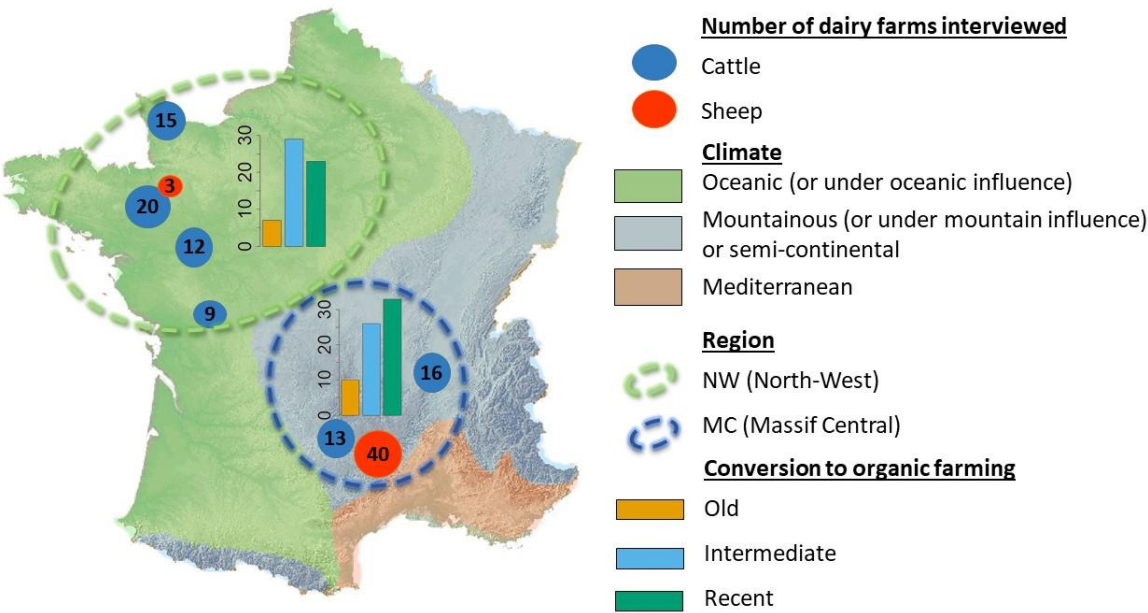 15
3
20
12
9
30
20
10
0
30
20
10
0
16
13
40
Number of dairy farms interviewed
Cattle
Sheep
Climate
Oceanic (or under oceanic influence)
Mountainous (or under mountain influence)
or semi-continental
Mediterranean
Region
NW (North-West)
MC (Massif Central)
Conversion to organic farming
Old
Intermediate
Recent